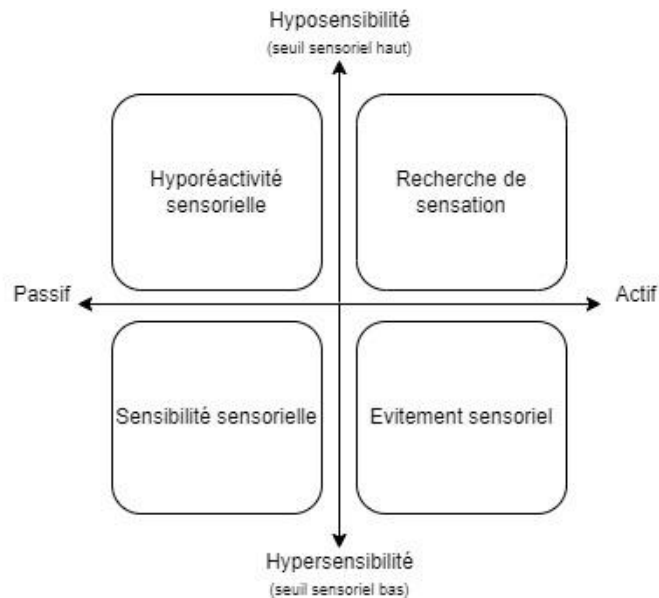 Hyposensibilité
(seuil sensoriel haut)
Hyporéactivité
sensorielle
Recherche de
sensation
Passif
Actif
Sensibilité sensorielle
Evitement sensoriel
Hypersensibilité
(seuil sensoriel bas)